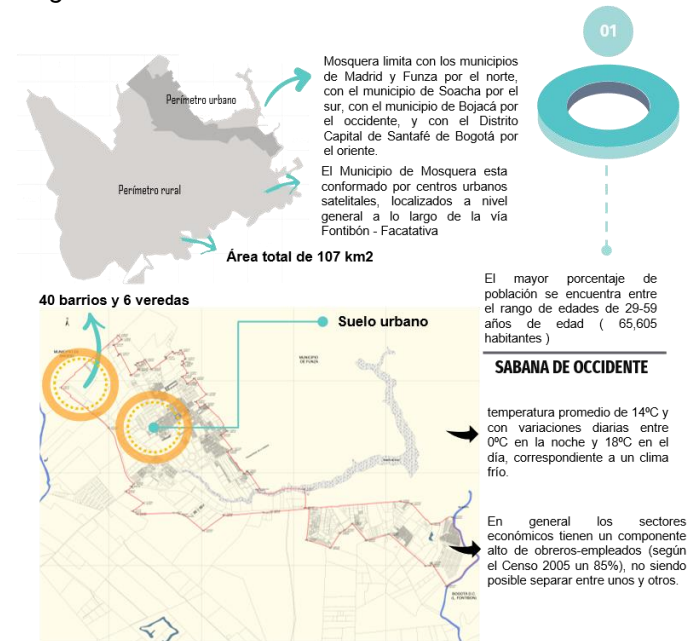 Perímetro urbano
Perímetro rural
Mosquera limita con los municipios
de Madrid y Funza por el norte,
con el municipio de Soacha por el
sur, con el municipio de Bojacá por
el occidente, y con el Distrito
Capital de Santafé de Bogotá por
el oriente.
El Municipio de Mosquera esta
conformado por centros urbanos
satelitales, localizados a nivel
general a lo largo de la vía
Fontibón - Facatativa
Área total de 107 km2
01
El mayor porcentaje de
población se encuentra entre
el rango de edades de 29-59
años de edad ( 65,605
habitantes )
SABANA DE OCCIDENTE
40 barrios y 6 veredas
Suelo urbano
MUNICIPIO
DE FUNZA
temperatura promedio de 14ºC y
con variaciones diarias entre
0ºC en la noche y 18ºC en el
día, correspondiente a un clima
frío.
En general los sectores
económicos tienen un componente
alto de obreros-empleados (según
el Censo 2005 un 85%), no siendo
posible separar entre unos y otros.
BOGOTÁ D.C.